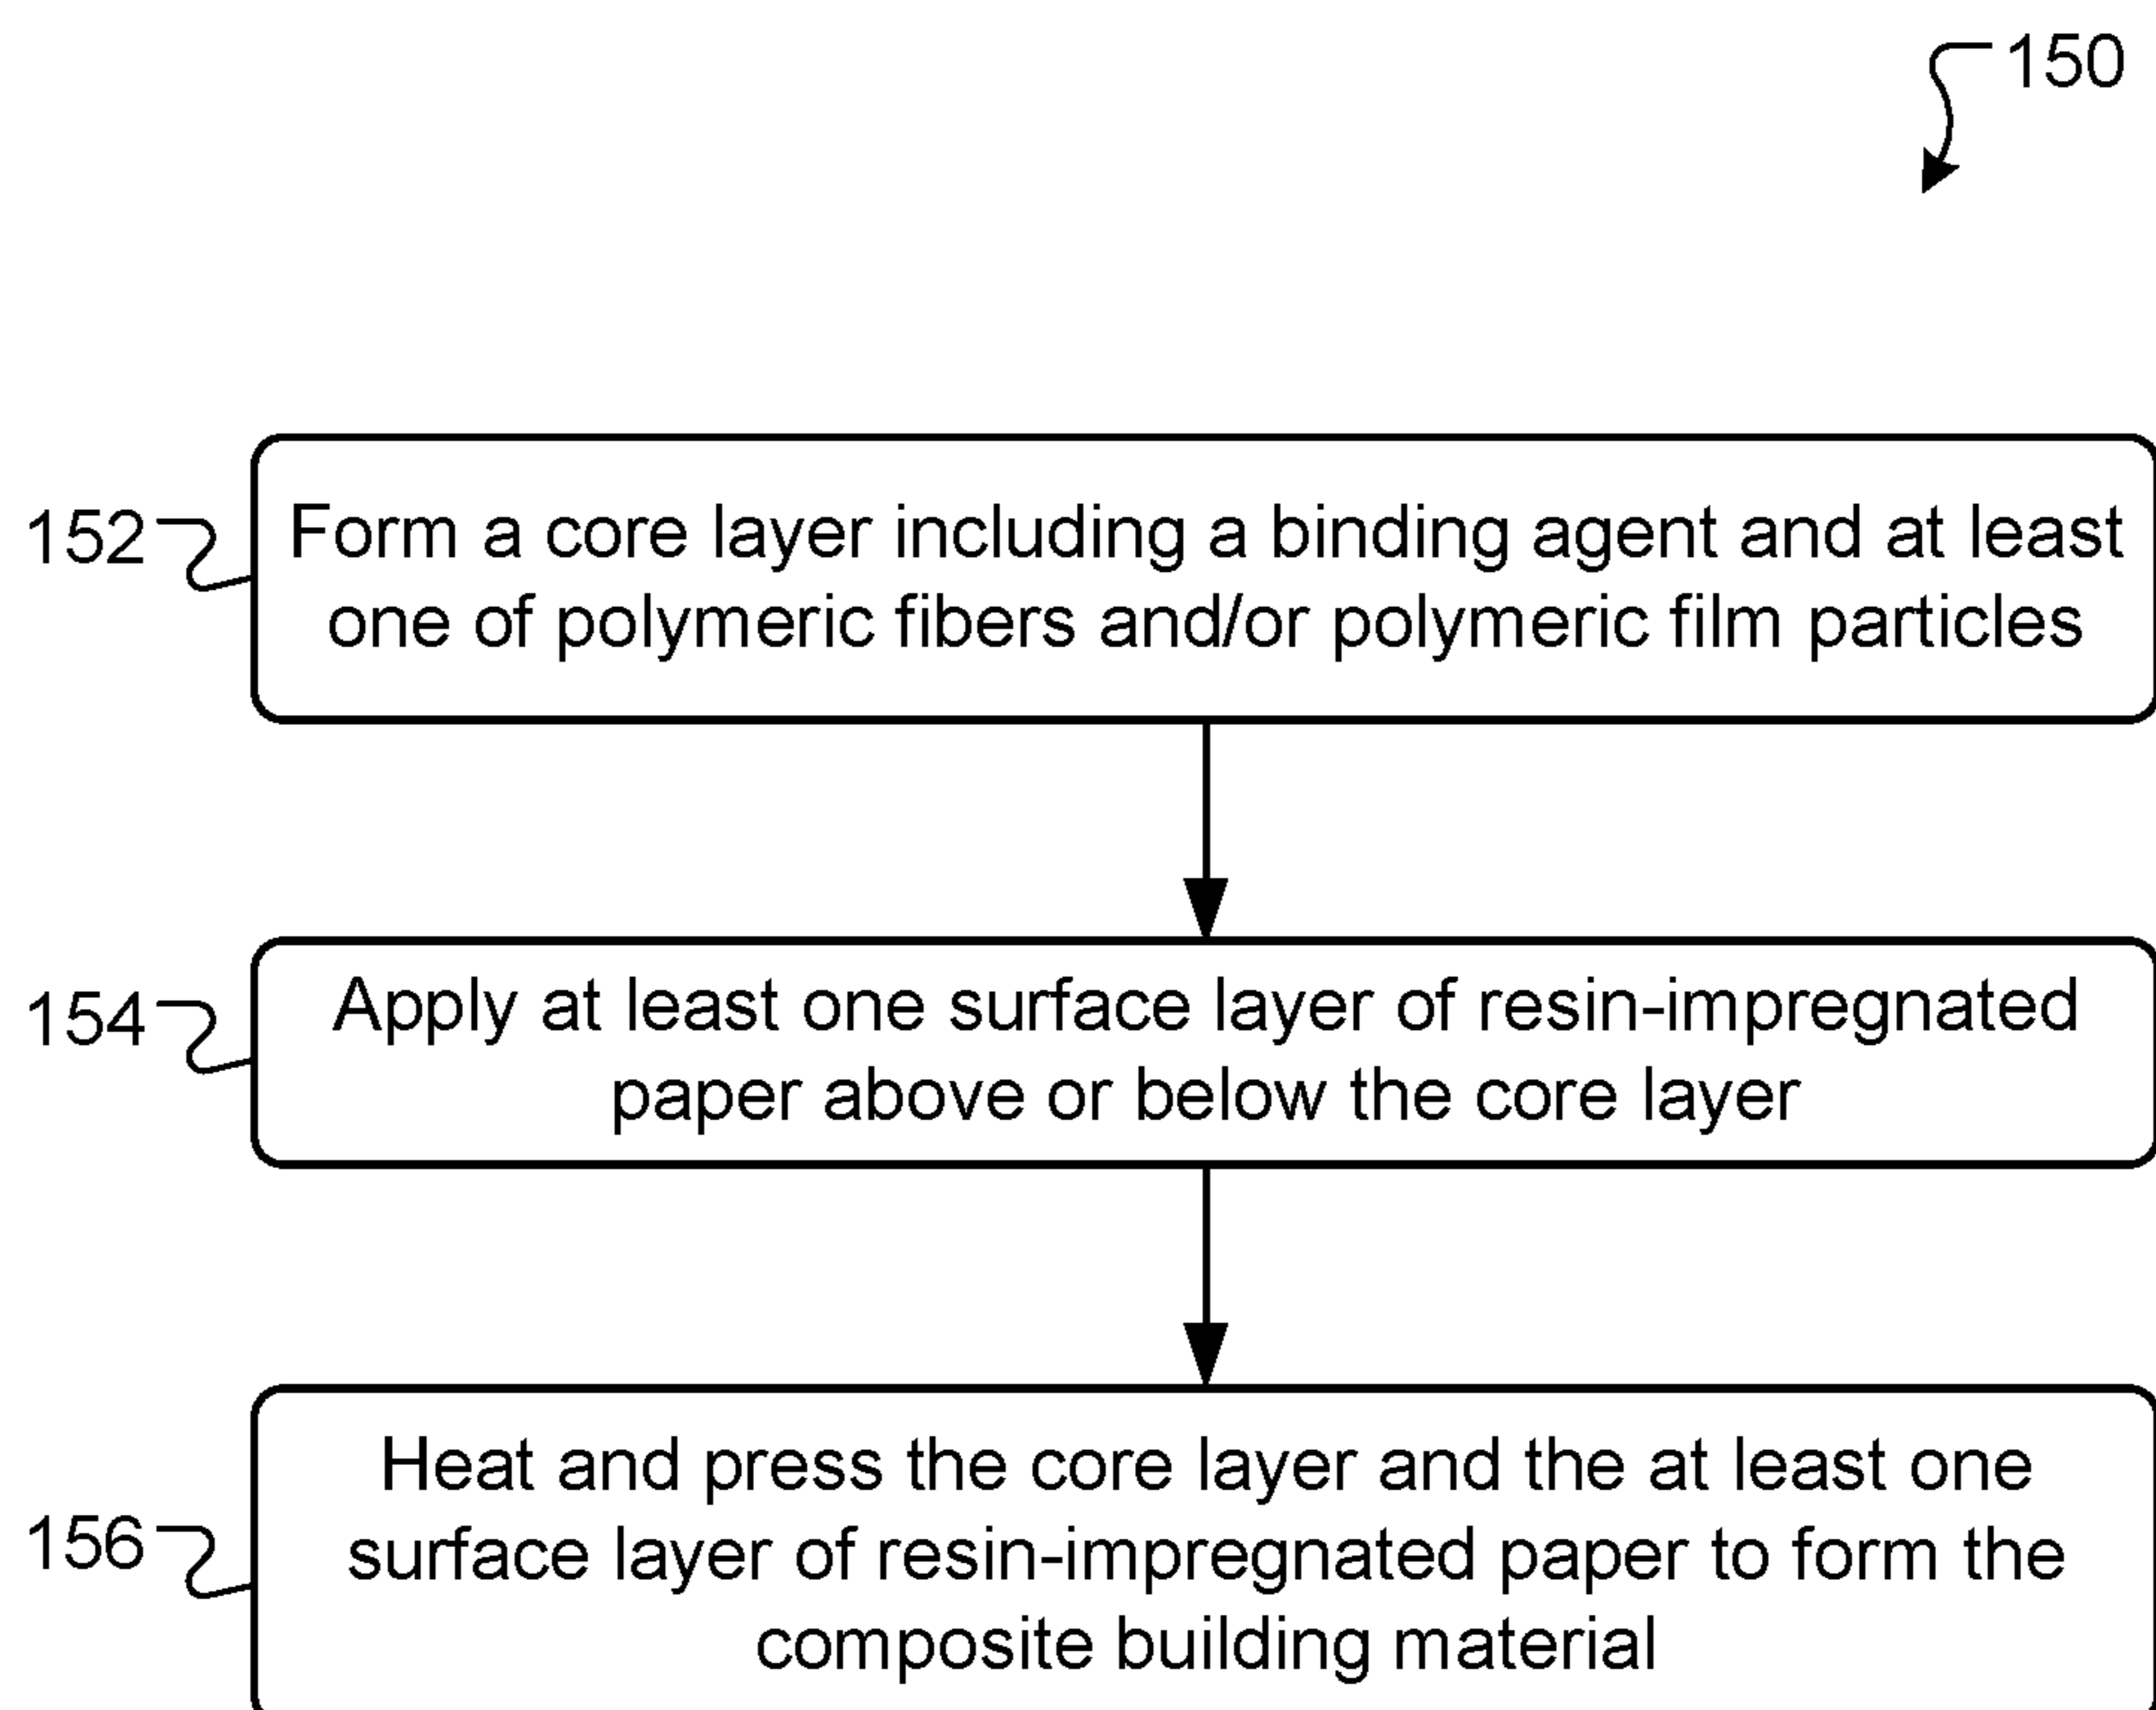 150
152
Form a core layer including a binding agent and at least
one of polymeric fibers and/or polymeric film particles
154
Apply at least one surface layer of resin-impregnated
paper above or below the core layer
156
Heat and press the core layer and the at least one
surface layer of resin-impregnated paper to form the
composite building material